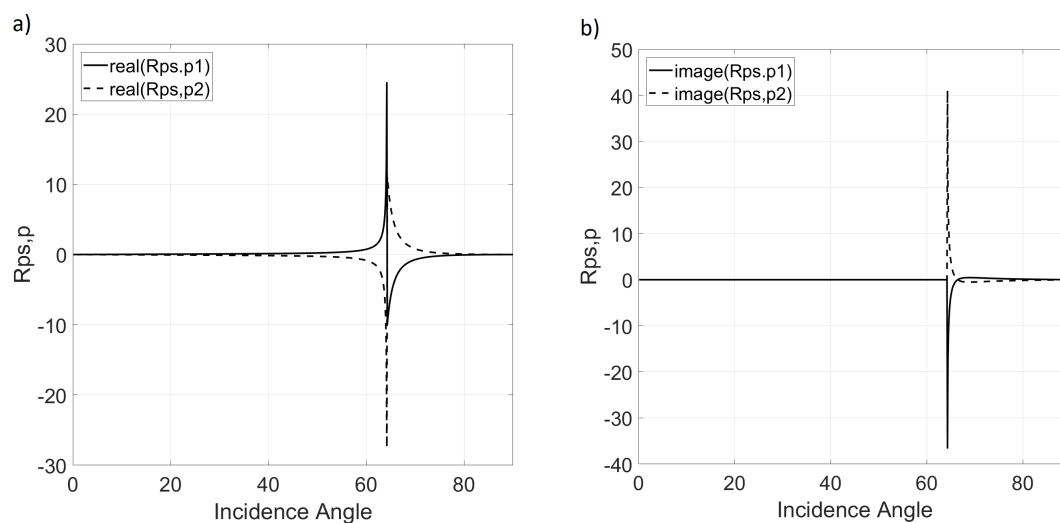 a)
30
20
10
0
-10
-20
-30
0
20
40
60
80
real(Rps.p1)
real(Rps,p2)
Rps,p
Incidence Angle
b)
50
40
30
20
10
0
-10
-20
-30
-40
0
20
40
60
80
image(Rps.p1)
image(Rps,p2)
Rps,p
Incidence Angle